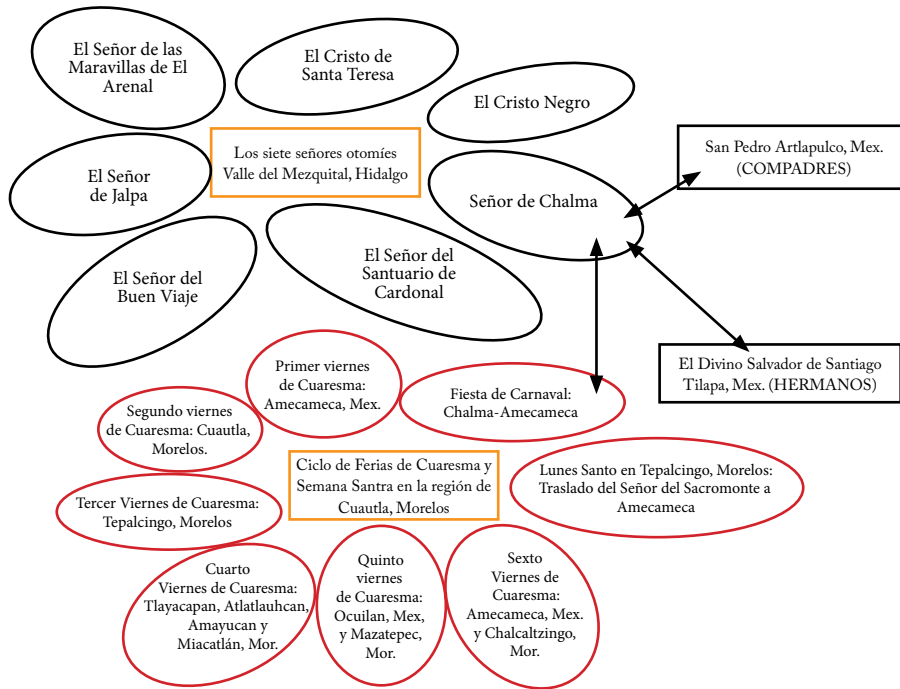 El Señor de las
Maravillas de El
Arenal
El Cristo de
Santa Teresa
El Cristo Negro
Los siete señores otomíes
Valle del Mezquital, Hidalgo
San Pedro Artlapulco, Mex.
(COMPADRES)
El Señor
de Jalpa
Señor de Chalma
El Señor del
Buen Viaje
El Señor del
Santuario de
Cardonal
El Divino Salvador de Santiago
Tilapa, Mex. (HERMANOS)
Primer viernes
de Cuaresma:
Amecameca, Mex.
Fiesta de Carnaval:
Chalma-Amecameca
Segundo viernes
de Cuaresma: Cuautla,
Morelos.
Ciclo de Ferias de Cuaresma y
Semana Santra en la región de
Cuautla, Morelos
Lunes Santo en Tepalcingo, Morelos:
Traslado del Señor del Sacromonte a
Amecameca
Tercer Viernes de Cuaresma:
Tepalcingo, Morelos
Cuarto
Viernes de Cuaresma:
Tlayacapan, Atlatlauhcan,
Amayucan y
Miacatlán, Mor.
Quinto
viernes
de Cuaresma:
Ocuilan, Mex,
y Mazatepec,
Mor.
Sexto
Viernes de
Cuaresma:
Amecameca, Mex.
y Chalcaltzingo,
Mor.